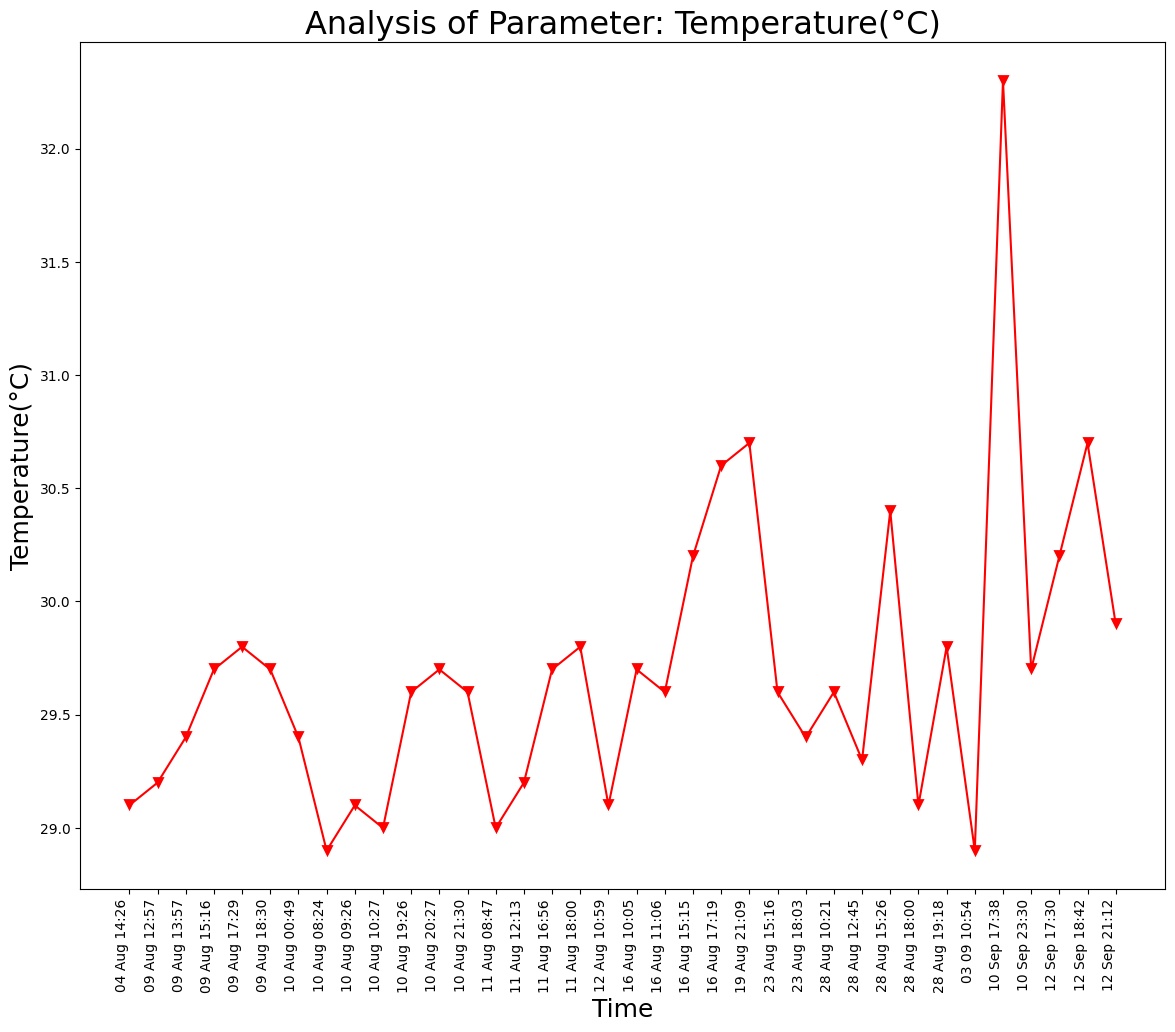 Analysis of Parameter: Temperature(°C)
Temperature(°C)
32.0
31.5
31.0
30.5
30.0
29.5
29.0
04 Aug 14:26
09 Aug 12:57
09 Aug 13:57
09 Aug 15:16
09 Aug 17:29
09 Aug 18:30
10 Aug 00:49
10 Aug 08:24
10 Aug 09:26
10 Aug 10:27
10 Aug 19:26
10 Aug 20:27
10 Aug 21:30
11 Aug 08:47
11 Aug 12:13
11 Aug 16:56
11 Aug 18:00
12 Aug 10:59
16 Aug 10:05
16 Aug 11:06
16 Aug 15:15
16 Aug 17:19
19 Aug 21:09
23 Aug 15:16
23 Aug 18:03
28 Aug 10:21
28 Aug 12:45
28 Aug 15:26
28 Aug 18:00
28 Aug 19:18
03 09 10:54
10 Sep 17:38
10 Sep 23:30
12 Sep 17:30
12 Sep 18:42
12 Sep 21:12
Time